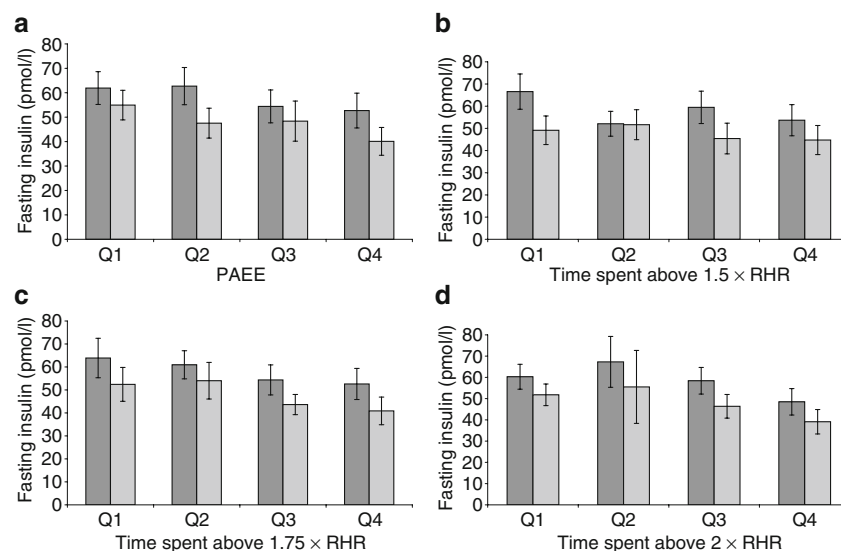 a
Fasting insulin (pmol/l)
80
70
60
50
40
30
20
10
0
Q1 Q2 Q3 Q4
PAEE
b
Fasting insulin (pmol/l)
80
70
60
50
40
30
20
10
0
Q1 Q2 Q3 Q4
Time spent above 1.5 × RHR
c
Fasting insulin (pmol/l)
80
70
60
50
40
30
20
10
0
Q1 Q2 Q3 Q4
Time spent above 1.75 × RHR
d
Fasting insulin (pmol/l)
80
70
60
50
40
30
20
10
0
Q1 Q2 Q3 Q4
Time spent above 2 × RHR